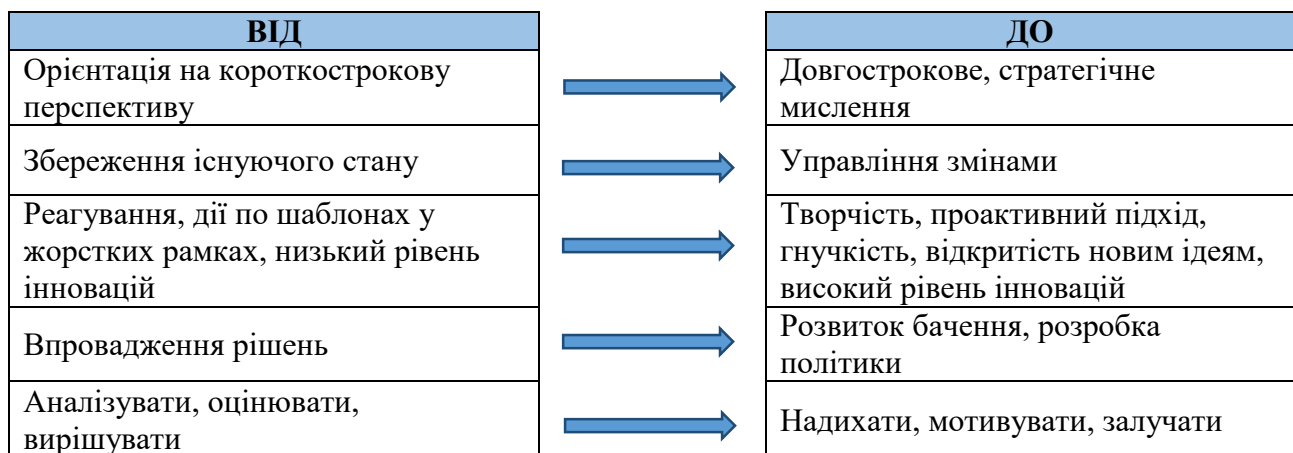 ВІД
ДО
Орієнтація на короткострокову
перспективу
Довгострокове, стратегічне
мислення
Збереження існуючого стану
Управління змінами
Реагування, дії по шаблонах у
жорстких рамках, низький рівень
інновацій
Творчість, проактивний підхід,
гнучкість, відкритість новим ідеям,
високий рівень інновацій
Впровадження рішень
Розвиток бачення, розробка
політики
Аналізувати, оцінювати,
вирішувати
Надихати, мотивувати, залучати